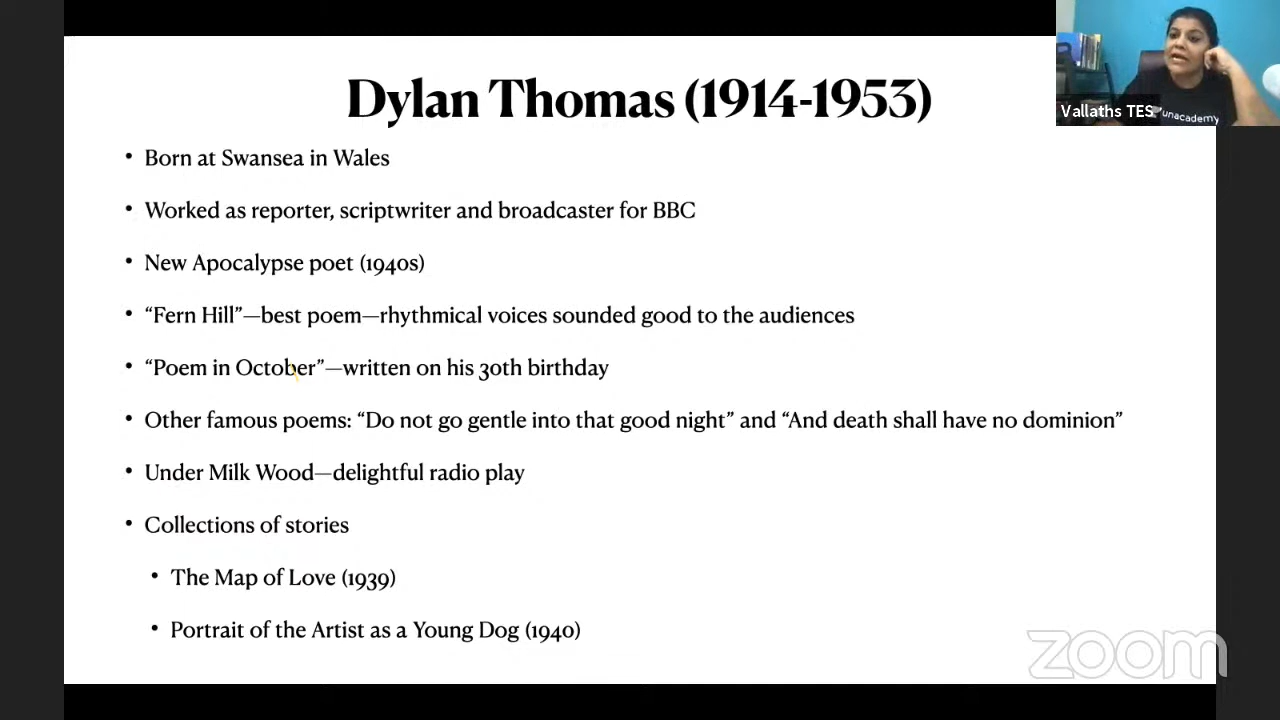 Dylan Thomas (1914-1953)
Vallaths TES
unacademy
• Born at Swansea in Wales
• Worked as reporter, scriptwriter and broadcaster for BBC
• New Apocalypse poet (1940s)
• “Fern Hill”—best poem—rhythmical voices sounded good to the audiences
• “Poem in October”—written on his 30th birthday
• Other famous poems: “Do not go gentle into that good night” and “And death shall have no dominion”
• Under Milk Wood—delightful radio play
• Collections of stories
• The Map of Love (1939)
• Portrait of the Artist as a Young Dog (1940)
zoom